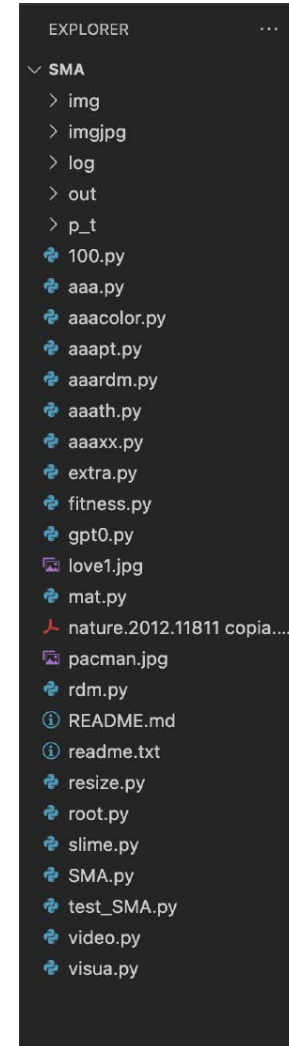 EXPLORER ...
SMA
img
imgjpg
log
out
p_t
100.py
aaa.py
aaacolor.py
aaapt.py
aaardm.py
aaath.py
aaaxx.py
extra.py
fitness.py
gpt0.py
love1.jpg
mat.py
nature.2012.11811 copia....
pacman.jpg
rdm.py
README.md
readme.txt
resize.py
root.py
slime.py
SMA.py
test_SMA.py
video.py
visua.py